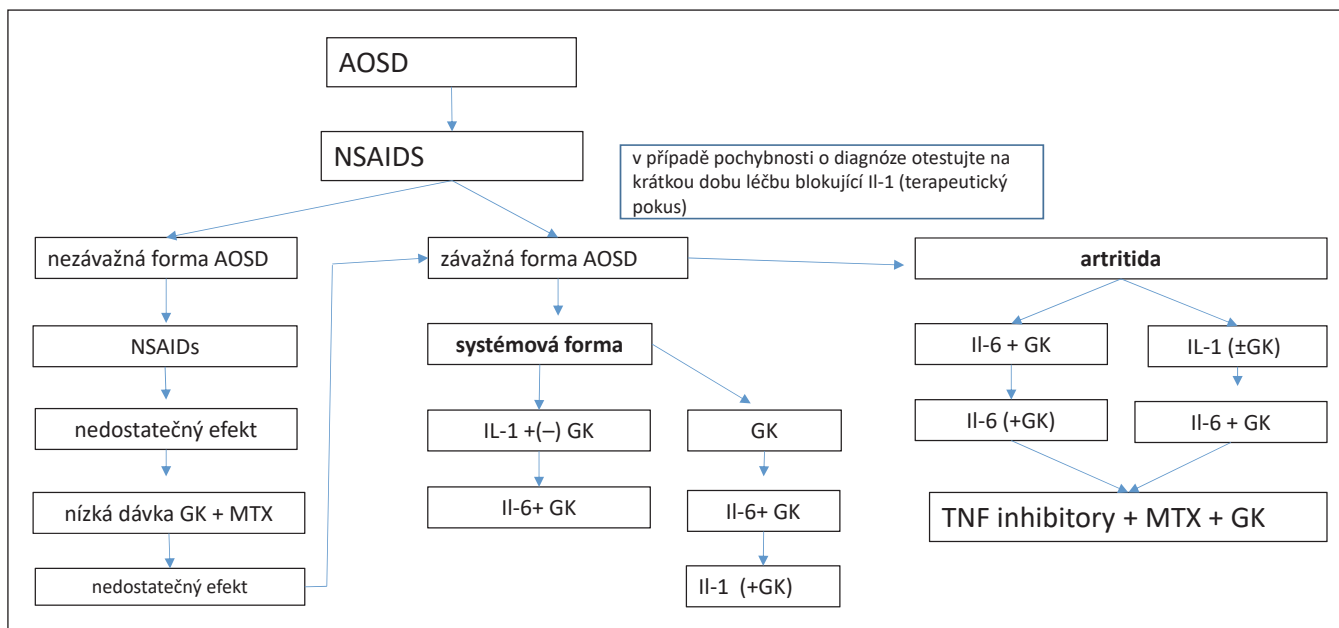 AOSD
NSAIDS
v případě pochybnosti o diagnóze otestujte na
krátkou dobu léčbu blokující Il-1 (terapeutický
pokus)
nezávažná forma AOSD
závažná forma AOSD
artritida
NSAIDs
systémová forma
Il-6 + GK
IL-1 (±GK)
nedostatečný efekt
IL-1 +(–) GK
GK
Il-6 (+GK)
Il-6 + GK
nízká dávka GK + MTX
Il-6+ GK
Il-6+ GK
TNF inhibitory + MTX + GK
nedostatečný efekt
Il-1 (+GK)